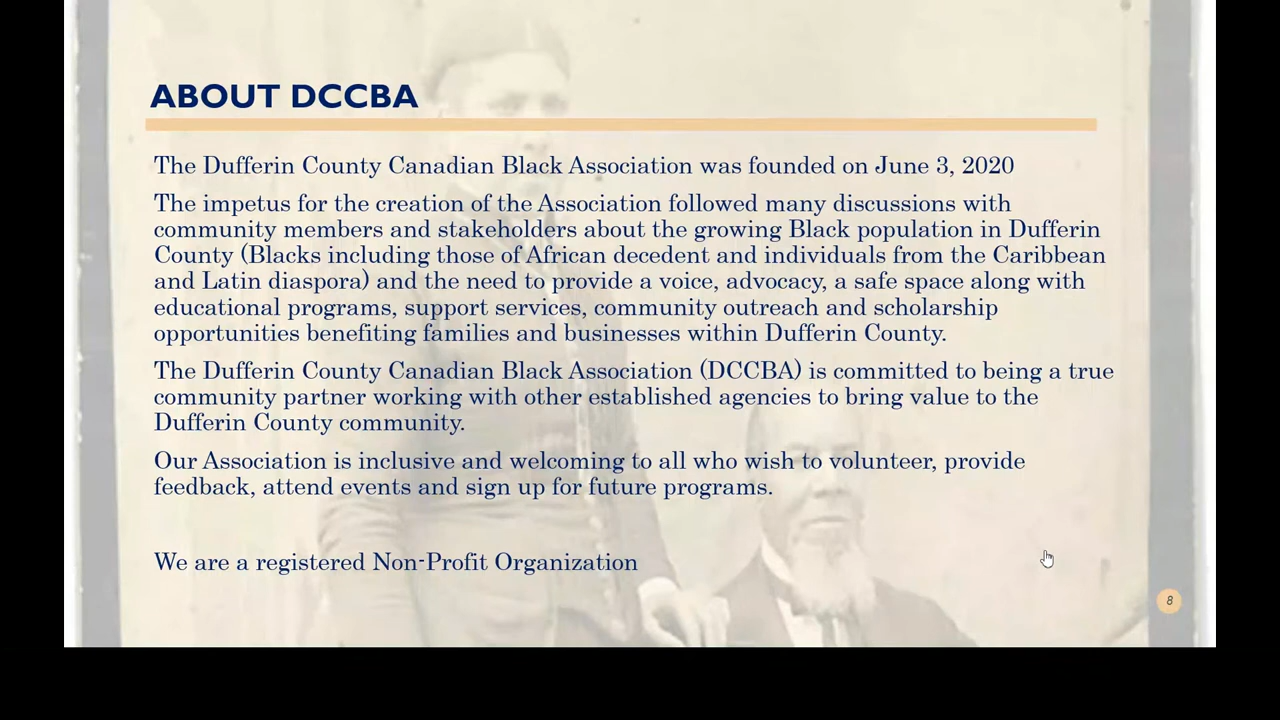 ABOUT DCCBA
The Dufferin County Canadian Black Association was founded on June 3, 2020
The impetus for the creation of the Association followed many discussions with
community members and stakeholders about the growing Black population in Dufferin
County (Blacks including those of African decedent and individuals from the Caribbean
and Latin diaspora) and the need to provide a voice, advocacy, a safe space along with
educational programs, support services, community outreach and scholarship
opportunities benefiting families and businesses within Dufferin County.
The Dufferin County Canadian Black Association (DCCBA) is committed to being a true
community partner working with other established agencies to bring value to the
Dufferin County community.
Our Association is inclusive and welcoming to all who wish to volunteer, provide
feedback, attend events and sign up for future programs.
We are a registered Non-Profit Organization
8